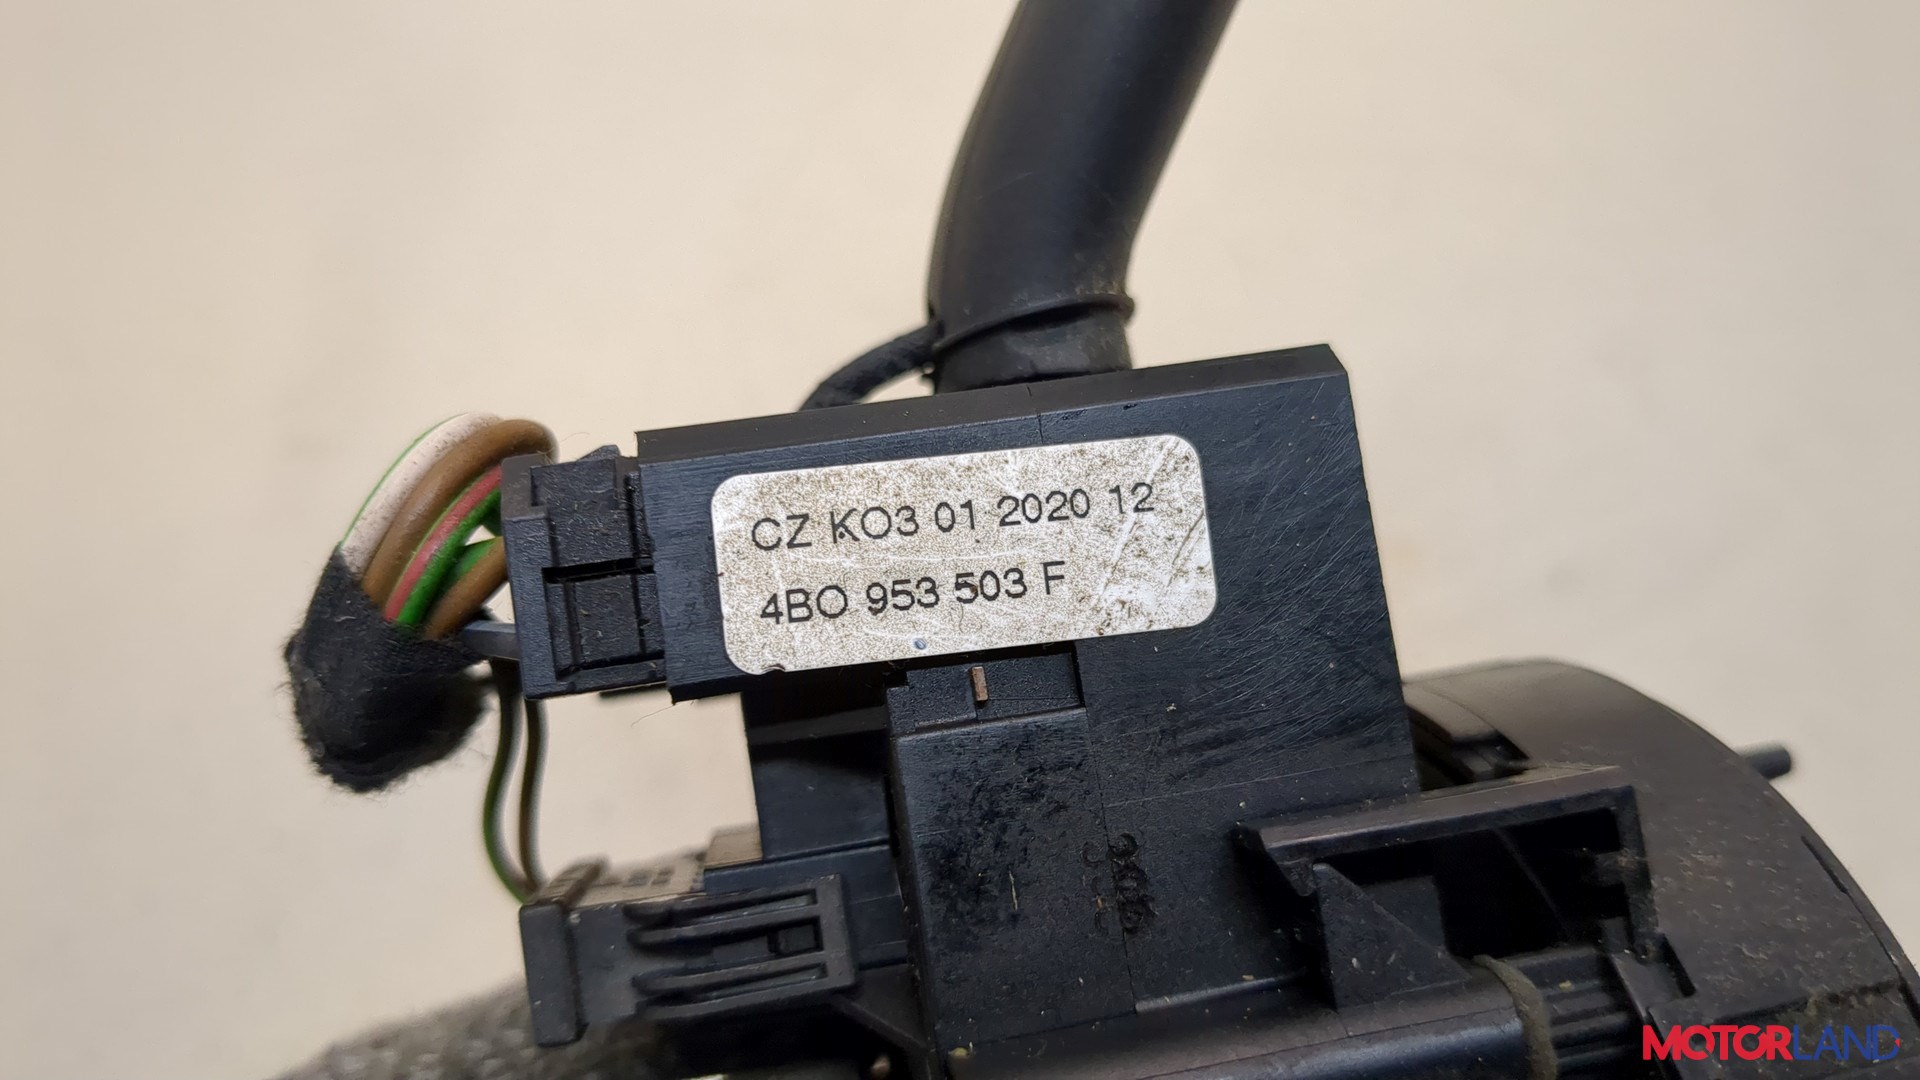 CZ KO3 01 2020 12
4BO 953 503 F
MOTORLAND